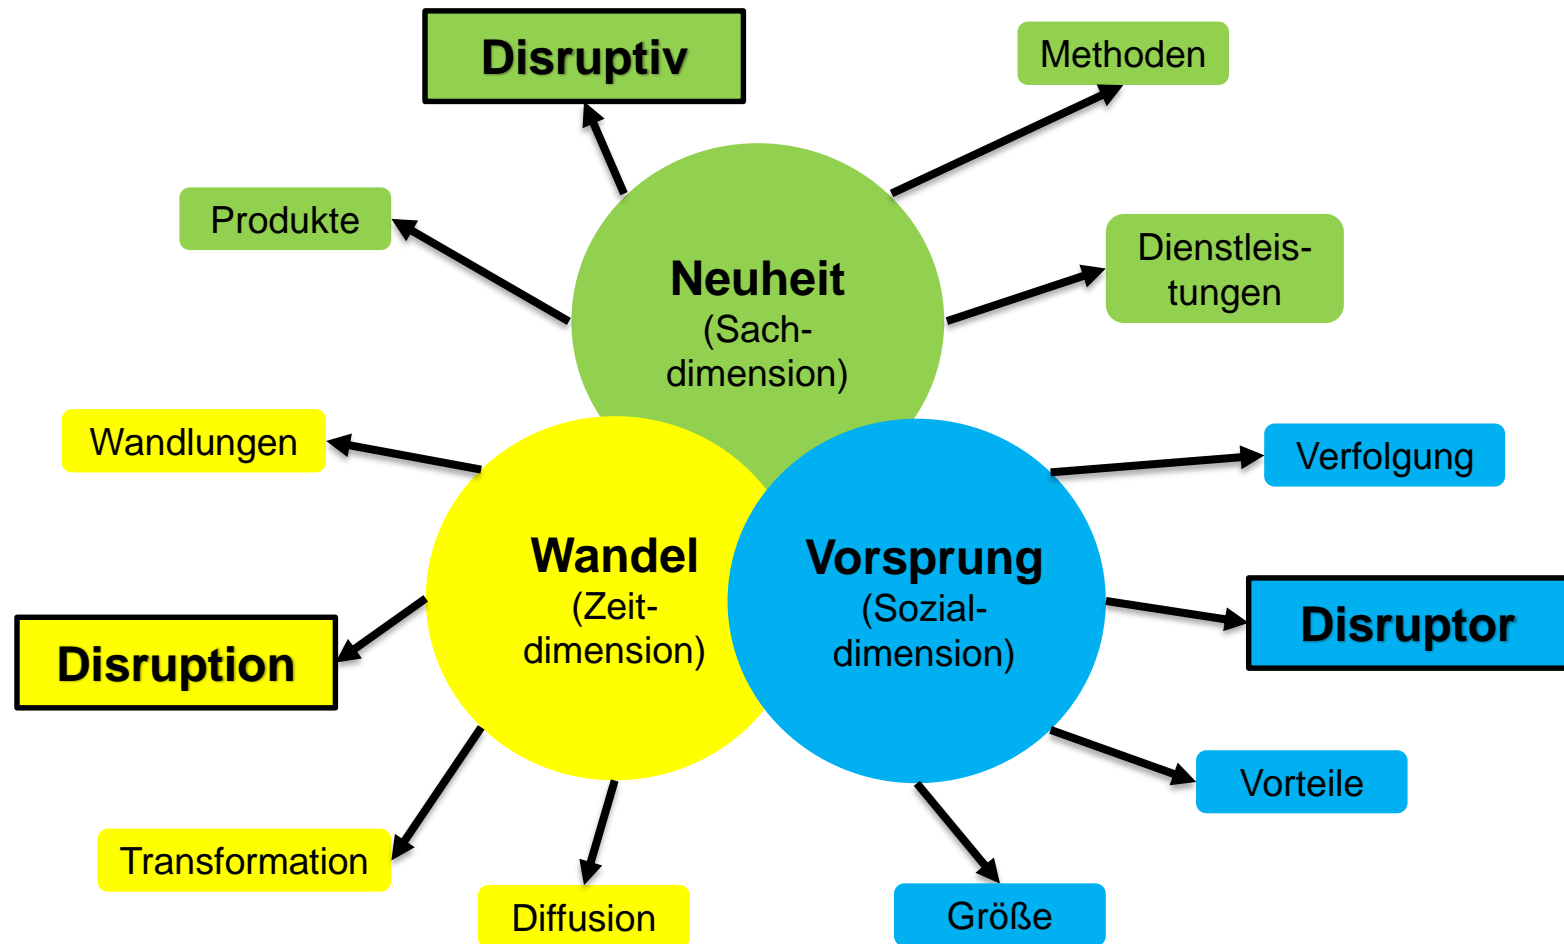 Disruptiv
Methoden
Produkte
Dienstleis-
tungen
Neuheit
(Sach-
dimension)
Wandlungen
Verfolgung
Wandel
(Zeit-
dimension)
Vorsprung
(Sozial-
dimension)
Disruption
Disruptor
Vorteile
Transformation
Diffusion
Größe